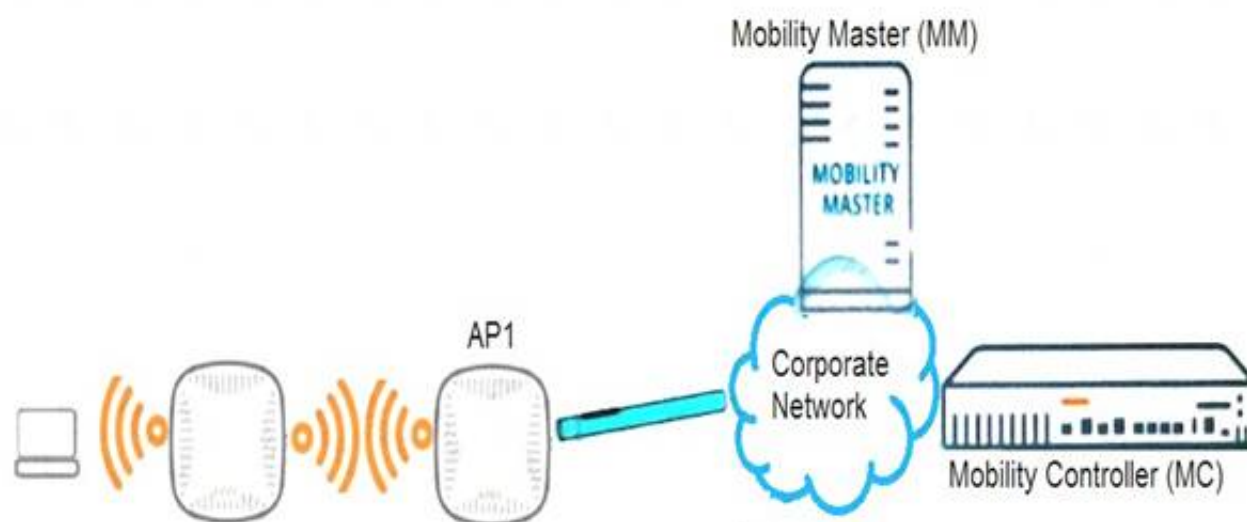 Mobility Master (MM)
MOBILITY
MASTER
AP1
Corporate
Network
Mobility Controller (MC)